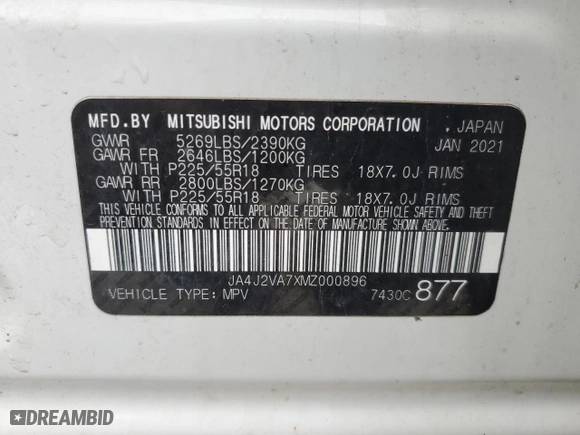 MFD.BY MITSUBISHI MOTORS CORPORATION , JAPAN
GVWR 5269LBS/2390KG JAN 2021
GAWR FR 2646LBS/1200KG
WITH P225/55R18 TIRES 18X7.0J RIMS
GAWR RR 2800LBS/1270KG
WITH P225/55R18 TIRES 18X7.0J RIMS
THIS VEHICLE CONFORMS TO ALL APPLICABLE FEDERAL MOTOR VEHICLE SAFETY AND THEFT
PREVENTION STANDARDS IN EFFECT ON THE DATE OF MANUFACTURE SHOWN ABOVE.
JA4J2VA7XMZ000896
VEHICLE TYPE: MPV 7430C 877
DREAMBID